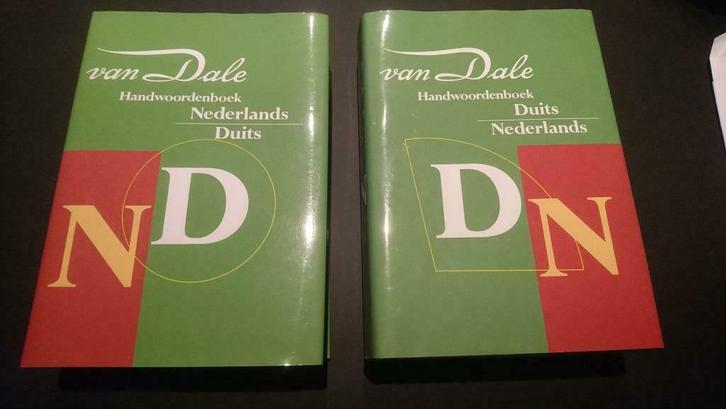 van Dale
Handwoordenboek
Nederlands
Duits
N D
van Dale
Handwoordenboek
Duits
Nederlands
D N